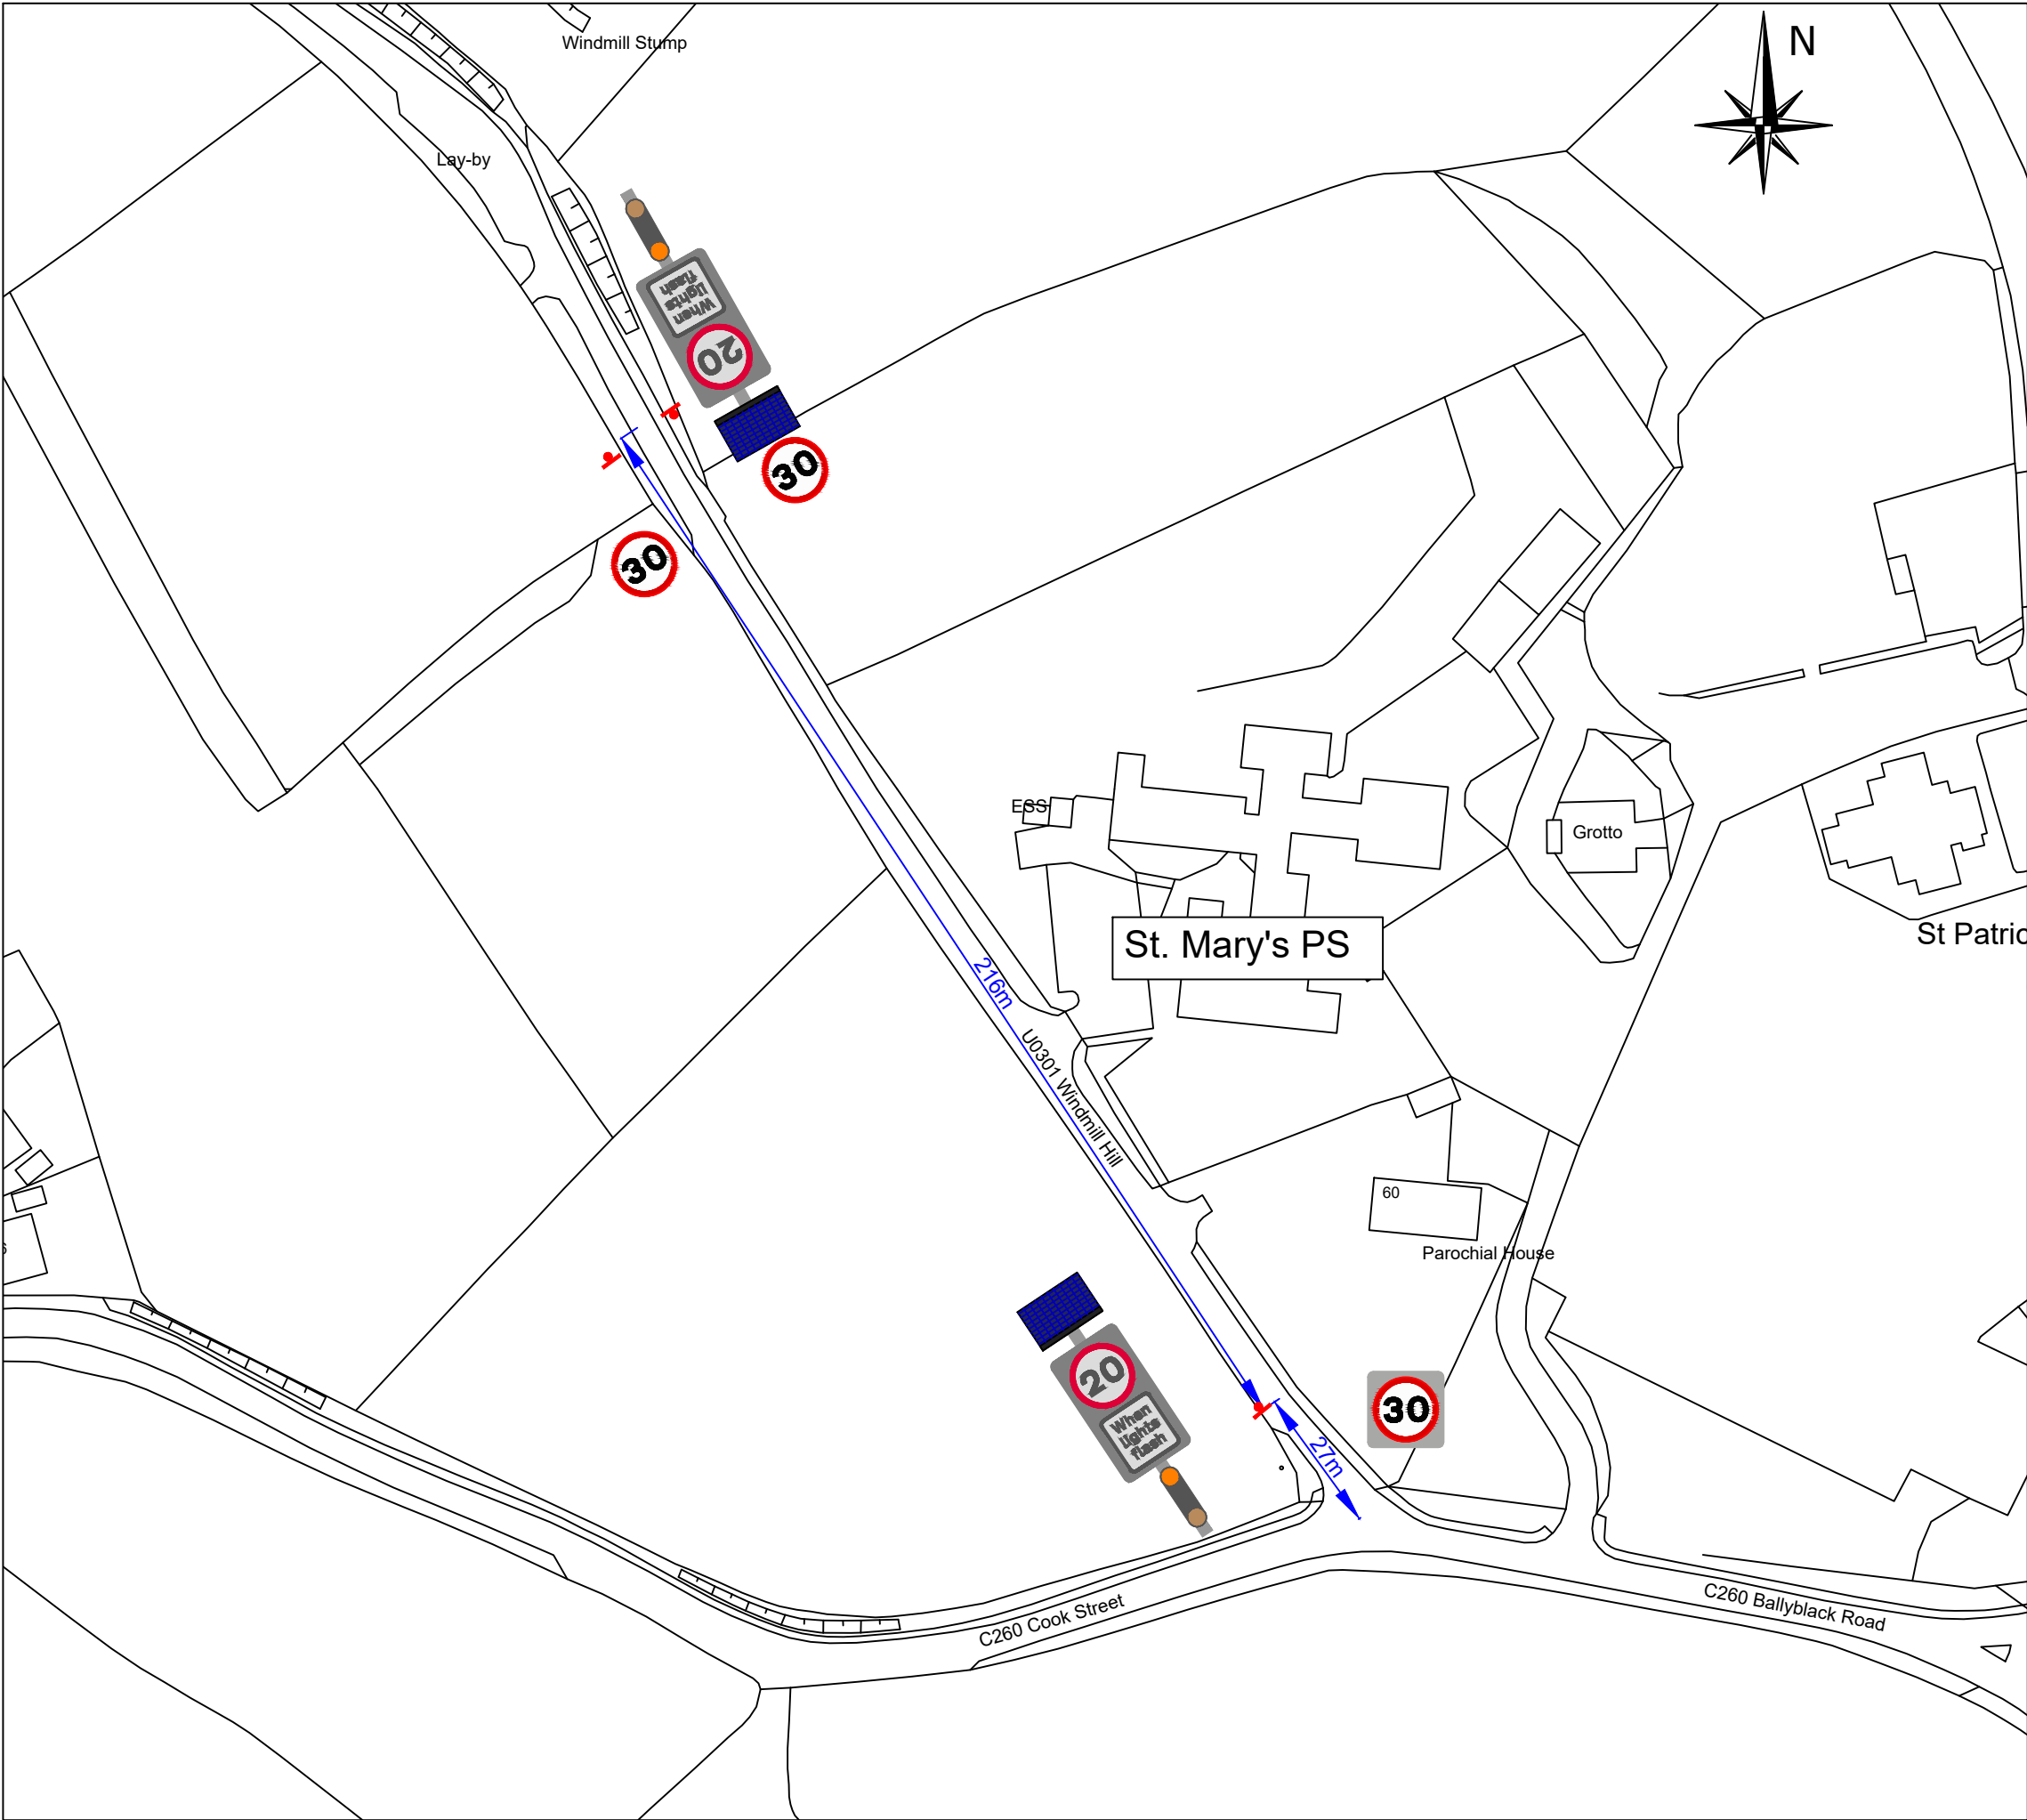 Windmill Stump
N
Lay-by
When
lights
flash
20
30
30
ESS
Grotto
St. Mary's PS
St Patric
216m
U0301 Windmill Hill
60
Parochial House
20
When
lights
flash
30
27m
C260 Cook Street
C260 Ballyblack Road